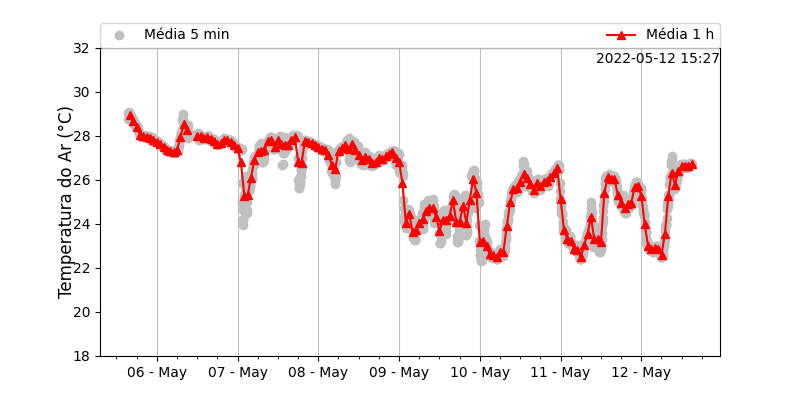 Média 5 min
Média 1 h
2022-05-12 15:27
Temperatura do Ar (°C)
32
30
28
26
24
22
20
18
06 - May
07 - May
08 - May
09 - May
10 - May
11 - May
12 - May